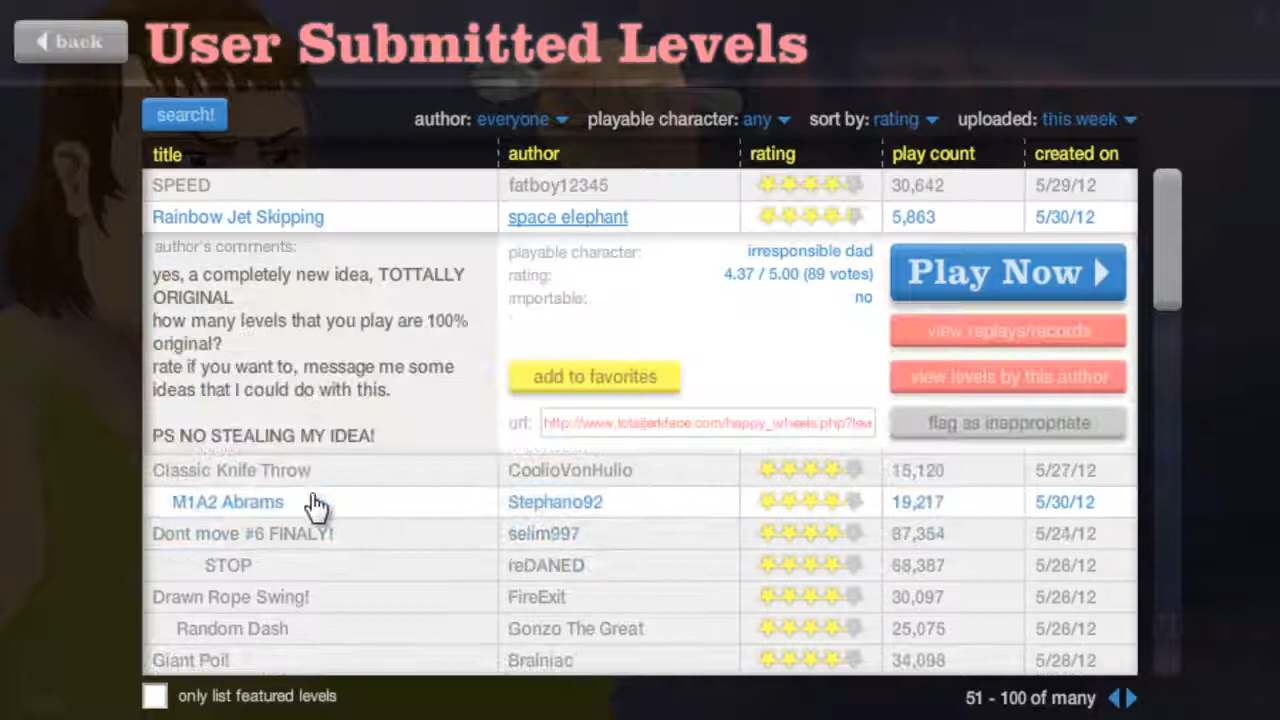 back
User Submitted Levels
search!
author: everyone playable character: any sort by: rating uploaded: this week
title author rating play count created on
SPEED fatboy12345 30,642 5/29/12
Rainbow Jet Skipping space elephant 5,863 5/30/12
author's comments:
yes, a completely new idea, TOTTALLY
ORIGINAL
how many levels that you play are 100%
original?
rate if you want to, message me some
ideas that I could do with this.
PS NO STEALING MY IDEA!
playable character: irresponsible dad
rating: 4.37 / 5.00 (89 votes)
importable: no
add to favorites
url: http://www.totaljerkface.com/happy_wheels.php?lev
Play Now
view replays/records
view levels by this author
flag as inappropriate
Classic Knife Throw CoolioVonHulio 15,120 5/27/12
M1A2 Abrams Stephano92 19,217 5/30/12
Dont move #6 FINALY! selim997 87,354 5/24/12
STOP reDANED 68,387 5/26/12
Drawn Rope Swing! FireExit 30,097 5/28/12
Random Dash Gonzo The Great 25,075 5/26/12
Giant Poil Brainiac 34,098 5/28/12
only list featured levels
51 - 100 of many